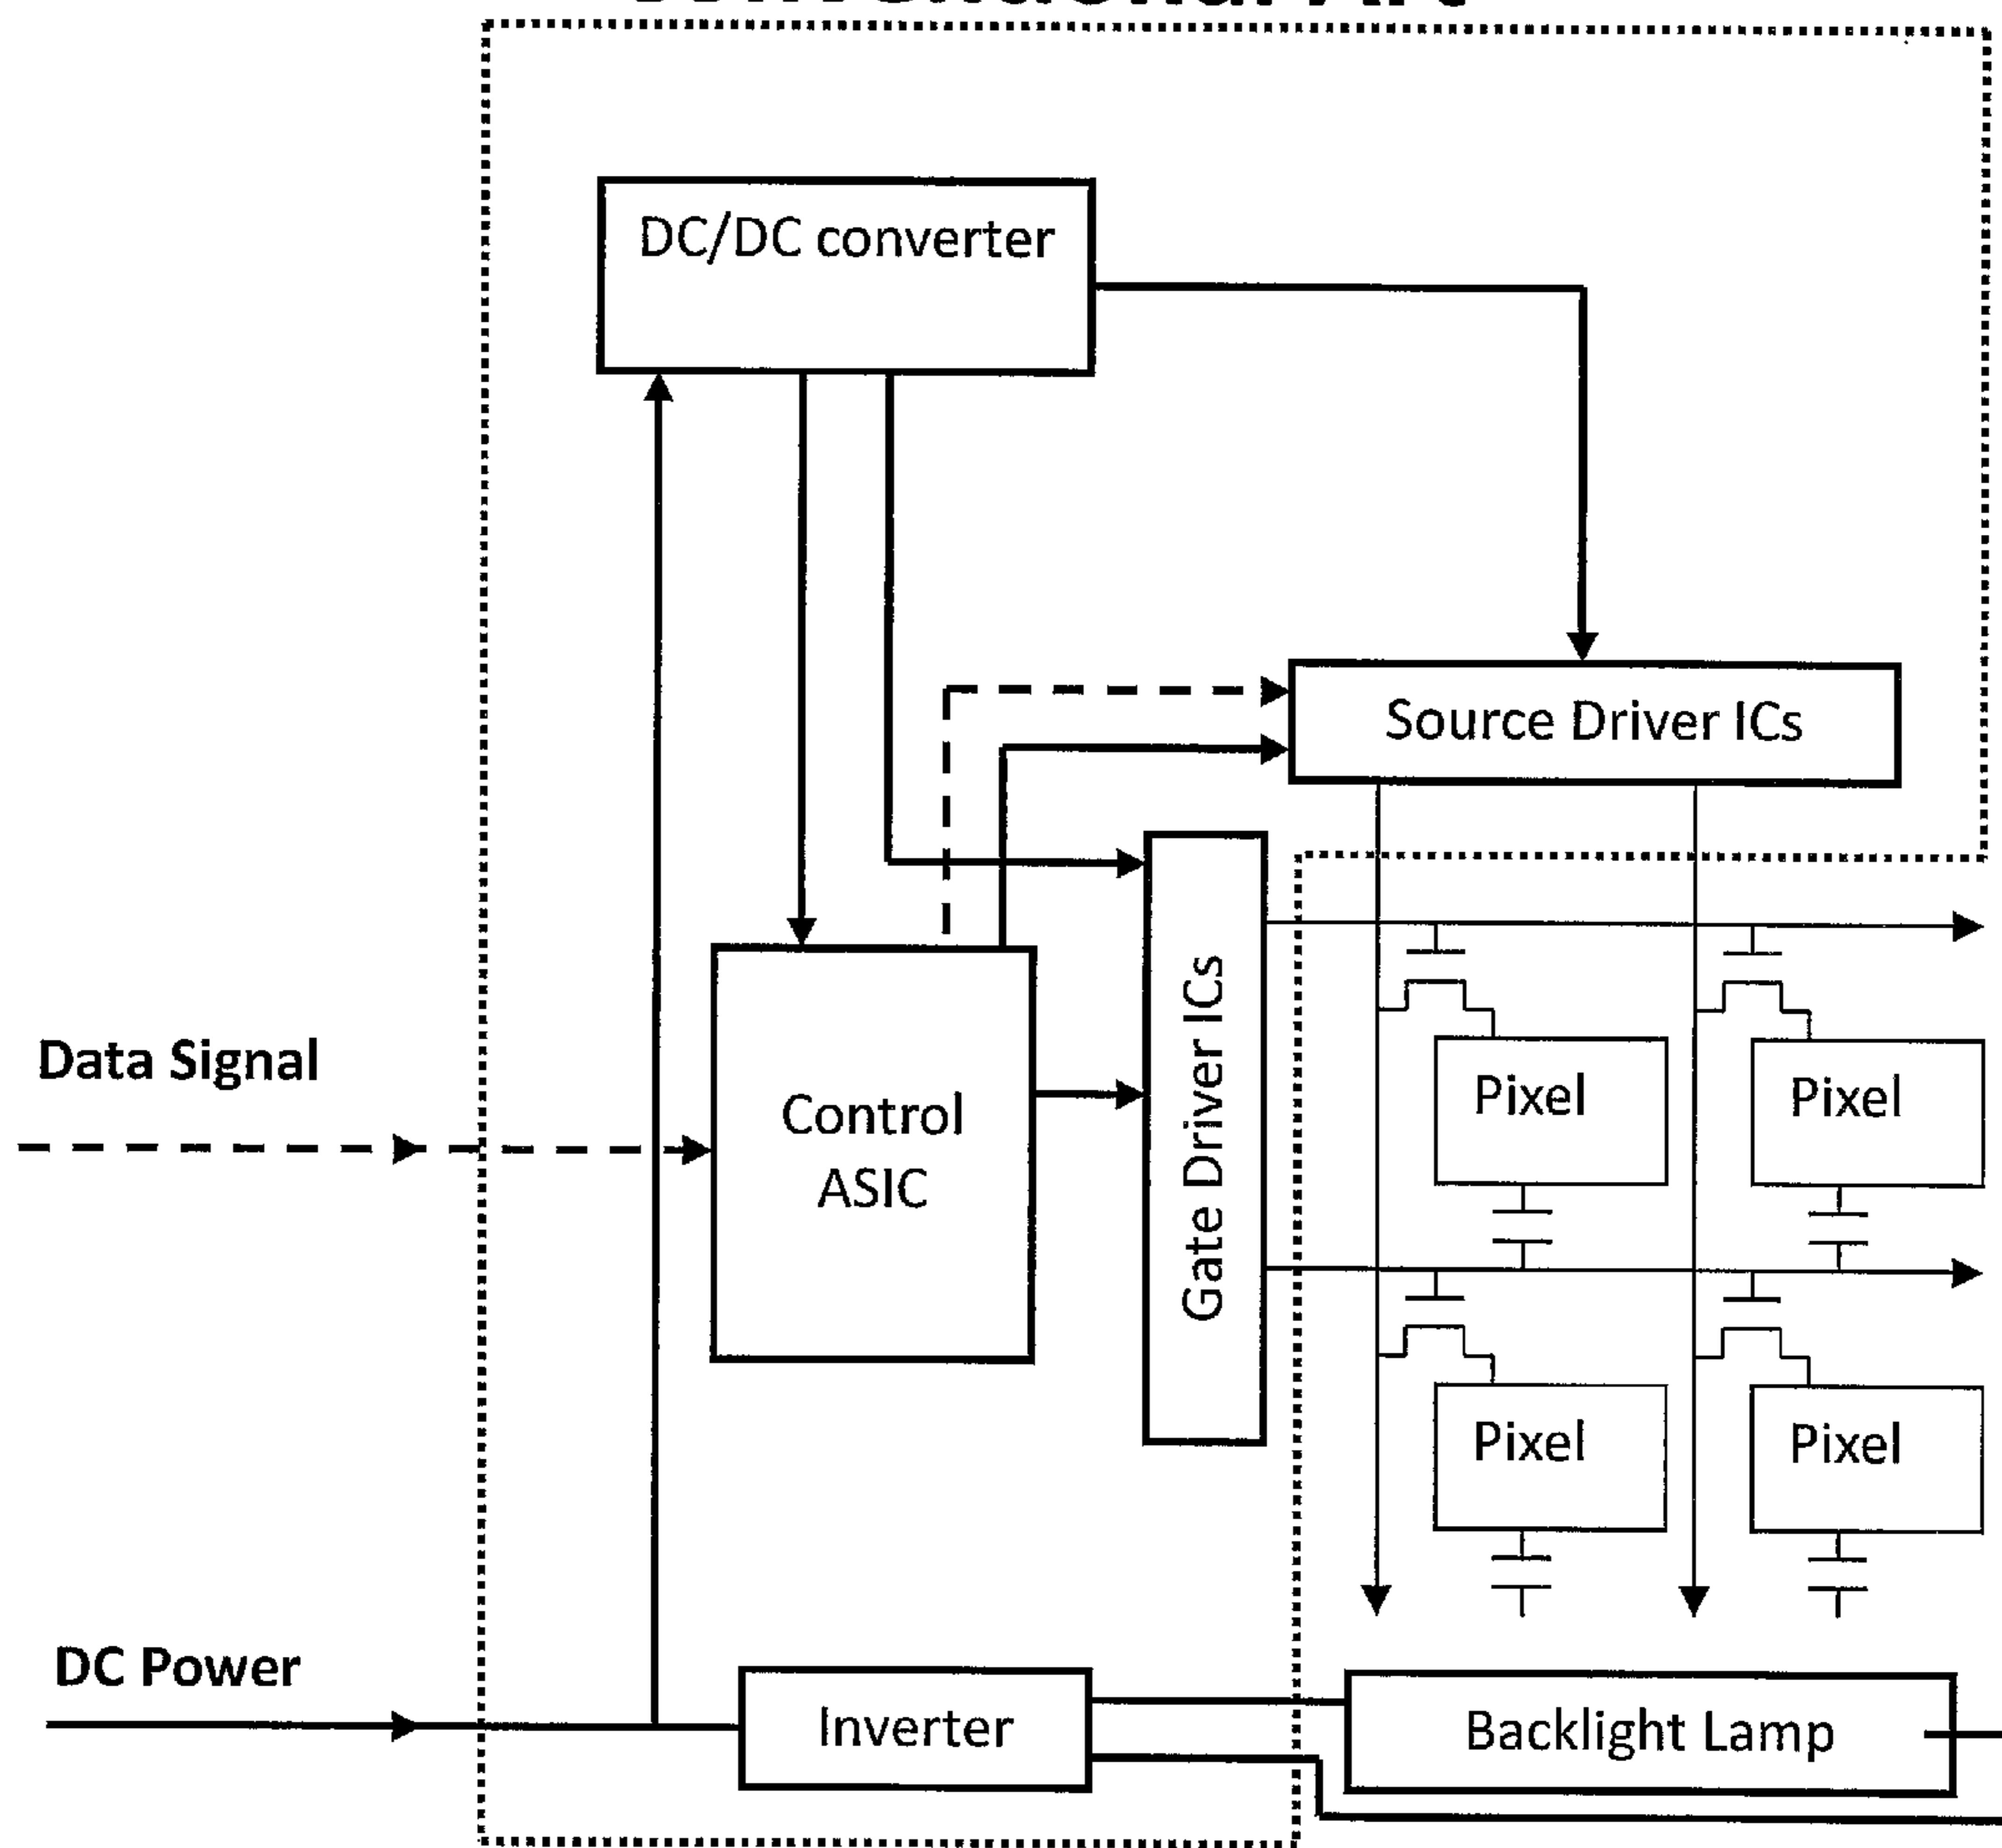 DC/DC converter
Source Driver ICs
Gate Driver ICs
Data Signal
Control
ASIC
Pixel
Pixel
Pixel
Pixel
DC Power
Inverter
Backlight Lamp